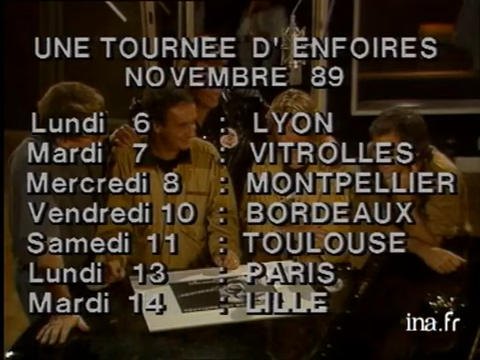 UNE TOURNEE D' ENFOIRES
NOVEMBRE 89
Lundi 6 : LYON
Mardi 7 : VITROLLES
Mercredi 8 : MONTPELLIER
Vendredi 10 : BORDEAUX
Samedi 11 : TOULOUSE
Lundi 13 : PARIS
Mardi 14 : LILLE
ina.fr